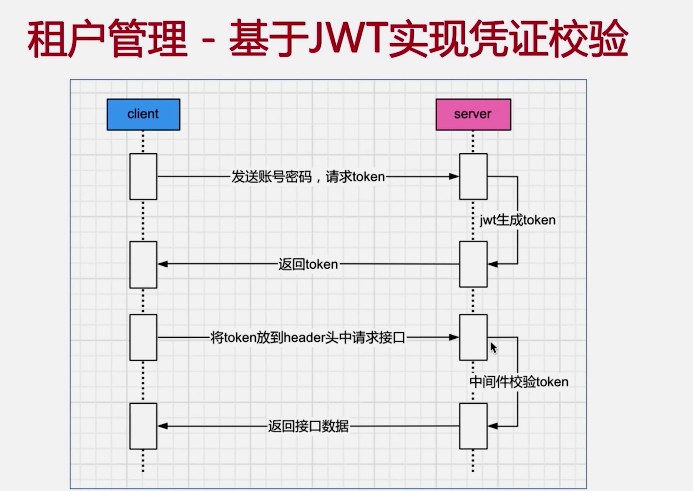 租户管理 - 基于JWT实现凭证校验
client
server
发送账号密码，请求token
jwt生成token
返回token
将token放到header头中请求接口
中间件校验token
返回接口数据